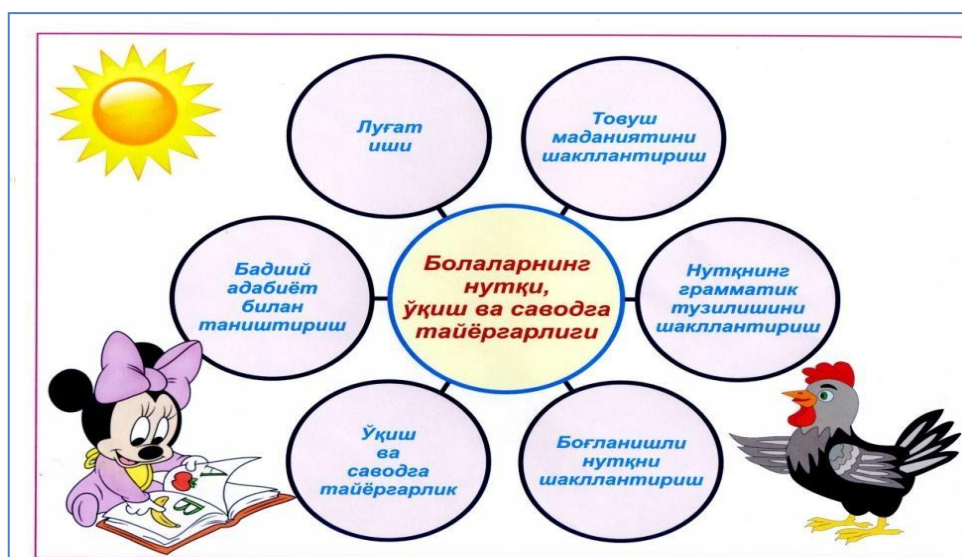 Луғат
иши
Товуш
маданиятини
шакллантириш
Бадиий
адабиёт
билан
таништириш
Болаларнинг
нутқи,
ўқиш ва саводга
тайёргарлиги
Нутқнинг
грамматик
тузилишини
шакллантириш
Ўқиш
ва
саводга
тайёргарлик
Боғланишли
нутқни
шакллантириш
A
B